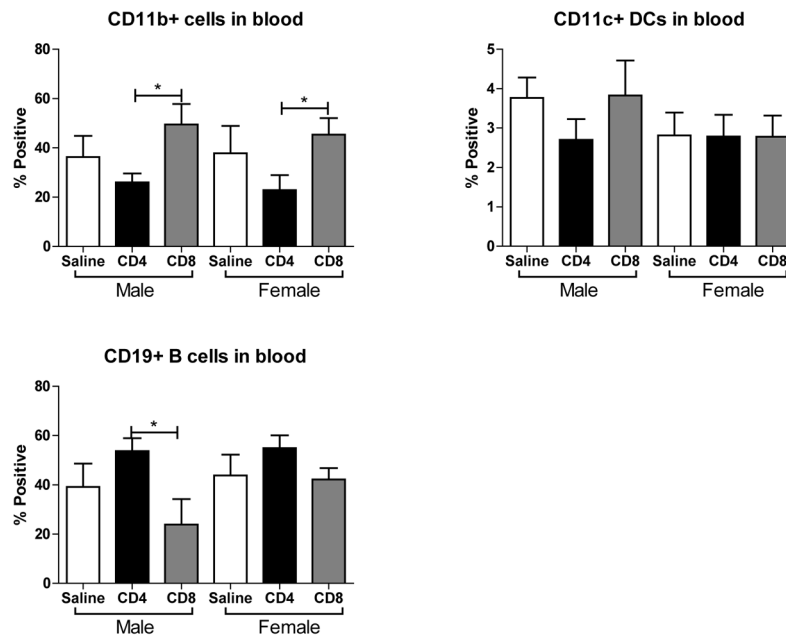 CD11b+ cells in blood
% Positive
80
60
40
20
0
*
*
Saline CD4 CD8 Saline CD4 CD8
Male Female
CD11c+ DCs in blood
% Positive
5
4
3
2
1
0
Saline CD4 CD8 Saline CD4 CD8
Male Female
CD19+ B cells in blood
% Positive
80
60
40
20
0
*
Saline CD4 CD8 Saline CD4 CD8
Male Female